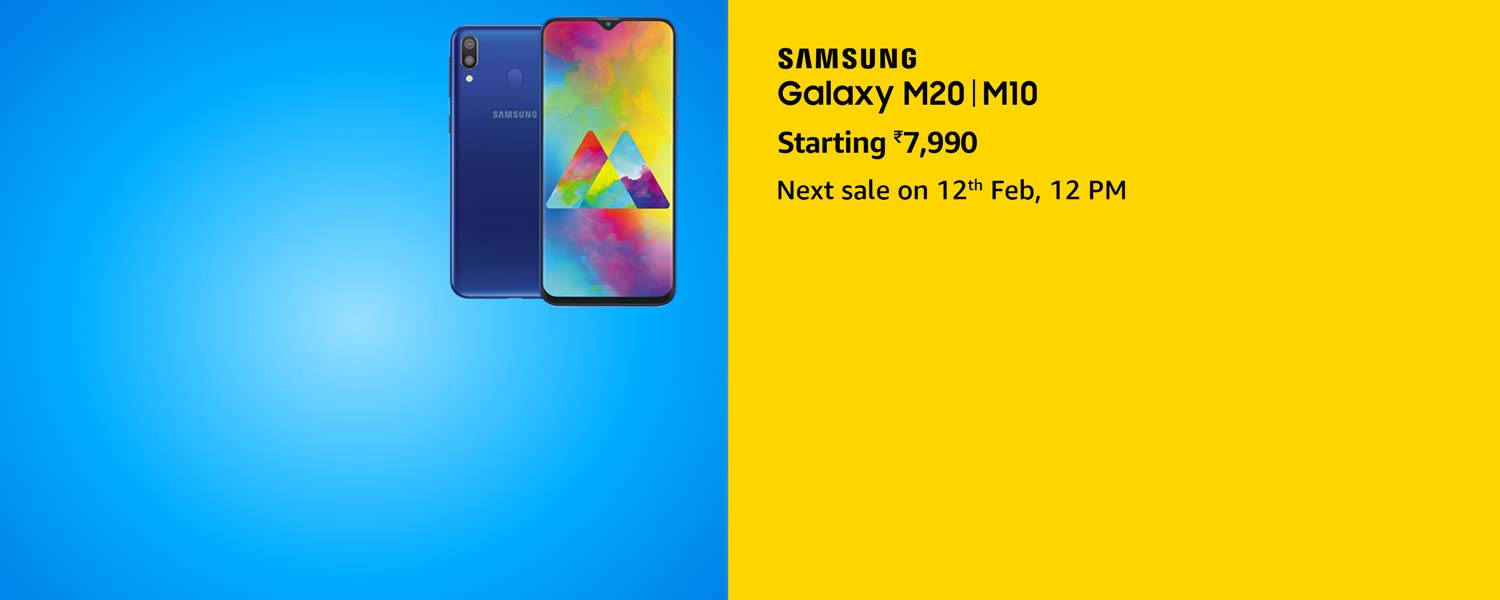 SAMSUNG
SAMSUNG
Galaxy M20 | M10
Starting ₹7,990
Next sale on 12th Feb, 12 PM